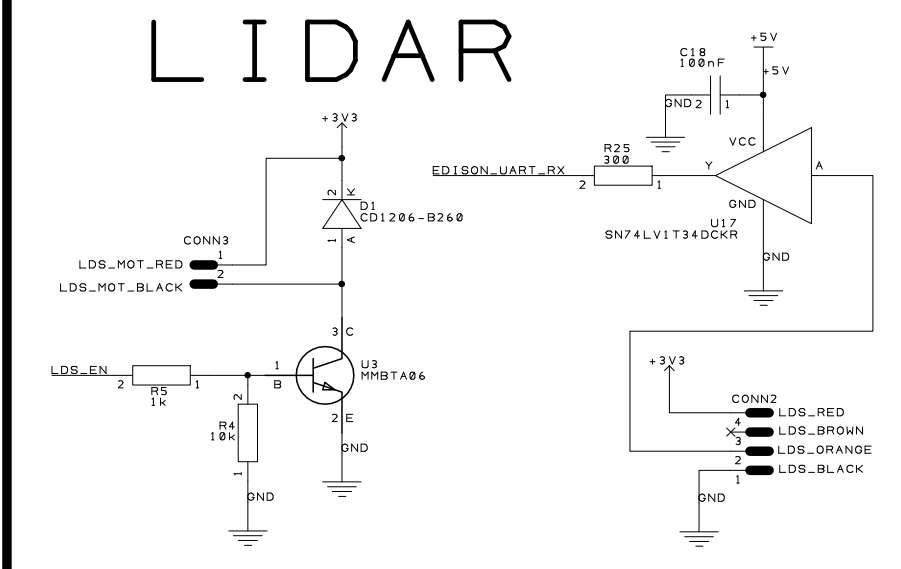 LIDAR
+3V3
2
K
D1
CD1206-B260
1
A
CONN3
1
LDS_MOT_RED
2
LDS_MOT_BLACK
3 C
LDS_EN
2
1
R5
1k
1
B
U3
MMBTA06
2 E
2
R4
10k
1
GND
GND
+5V
C18
100nF
+5V
GND 2
1
VCC
R25
300
EDISON_UART_RX
2
1
Y
A
GND
U17
SN74LV1T34DCKR
GND
+3V3
CONN2
LDS_RED
4
LDS_BROWN
3
LDS_ORANGE
2
LDS_BLACK
1
GND